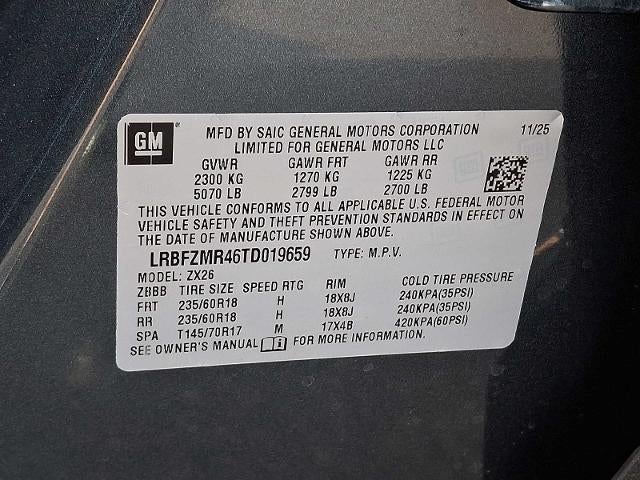 GM
MFD BY SAIC GENERAL MOTORS CORPORATION 11/25
LIMITED FOR GENERAL MOTORS LLC
GVWR GAWR FRT GAWR RR
2300 KG 1270 KG 1225 KG
5070 LB 2799 LB 2700 LB
THIS VEHICLE CONFORMS TO ALL APPLICABLE U.S. FEDERAL MOTOR
VEHICLE SAFETY AND THEFT PREVENTION STANDARDS IN EFFECT ON
THE DATE OF MANUFACTURE SHOWN ABOVE.
LRBFZMR46TD019659 TYPE: M.P.V.
MODEL: ZX26
ZBBB TIRE SIZE SPEED RTG RIM COLD TIRE PRESSURE
FRT 235/60R18 H 18X8J 240KPA(35PSI)
RR 235/60R18 H 18X8J 240KPA(35PSI)
SPA T145/70R17 M 17X4B 420KPA(60PSI)
SEE OWNER'S MANUAL i FOR MORE INFORMATION.